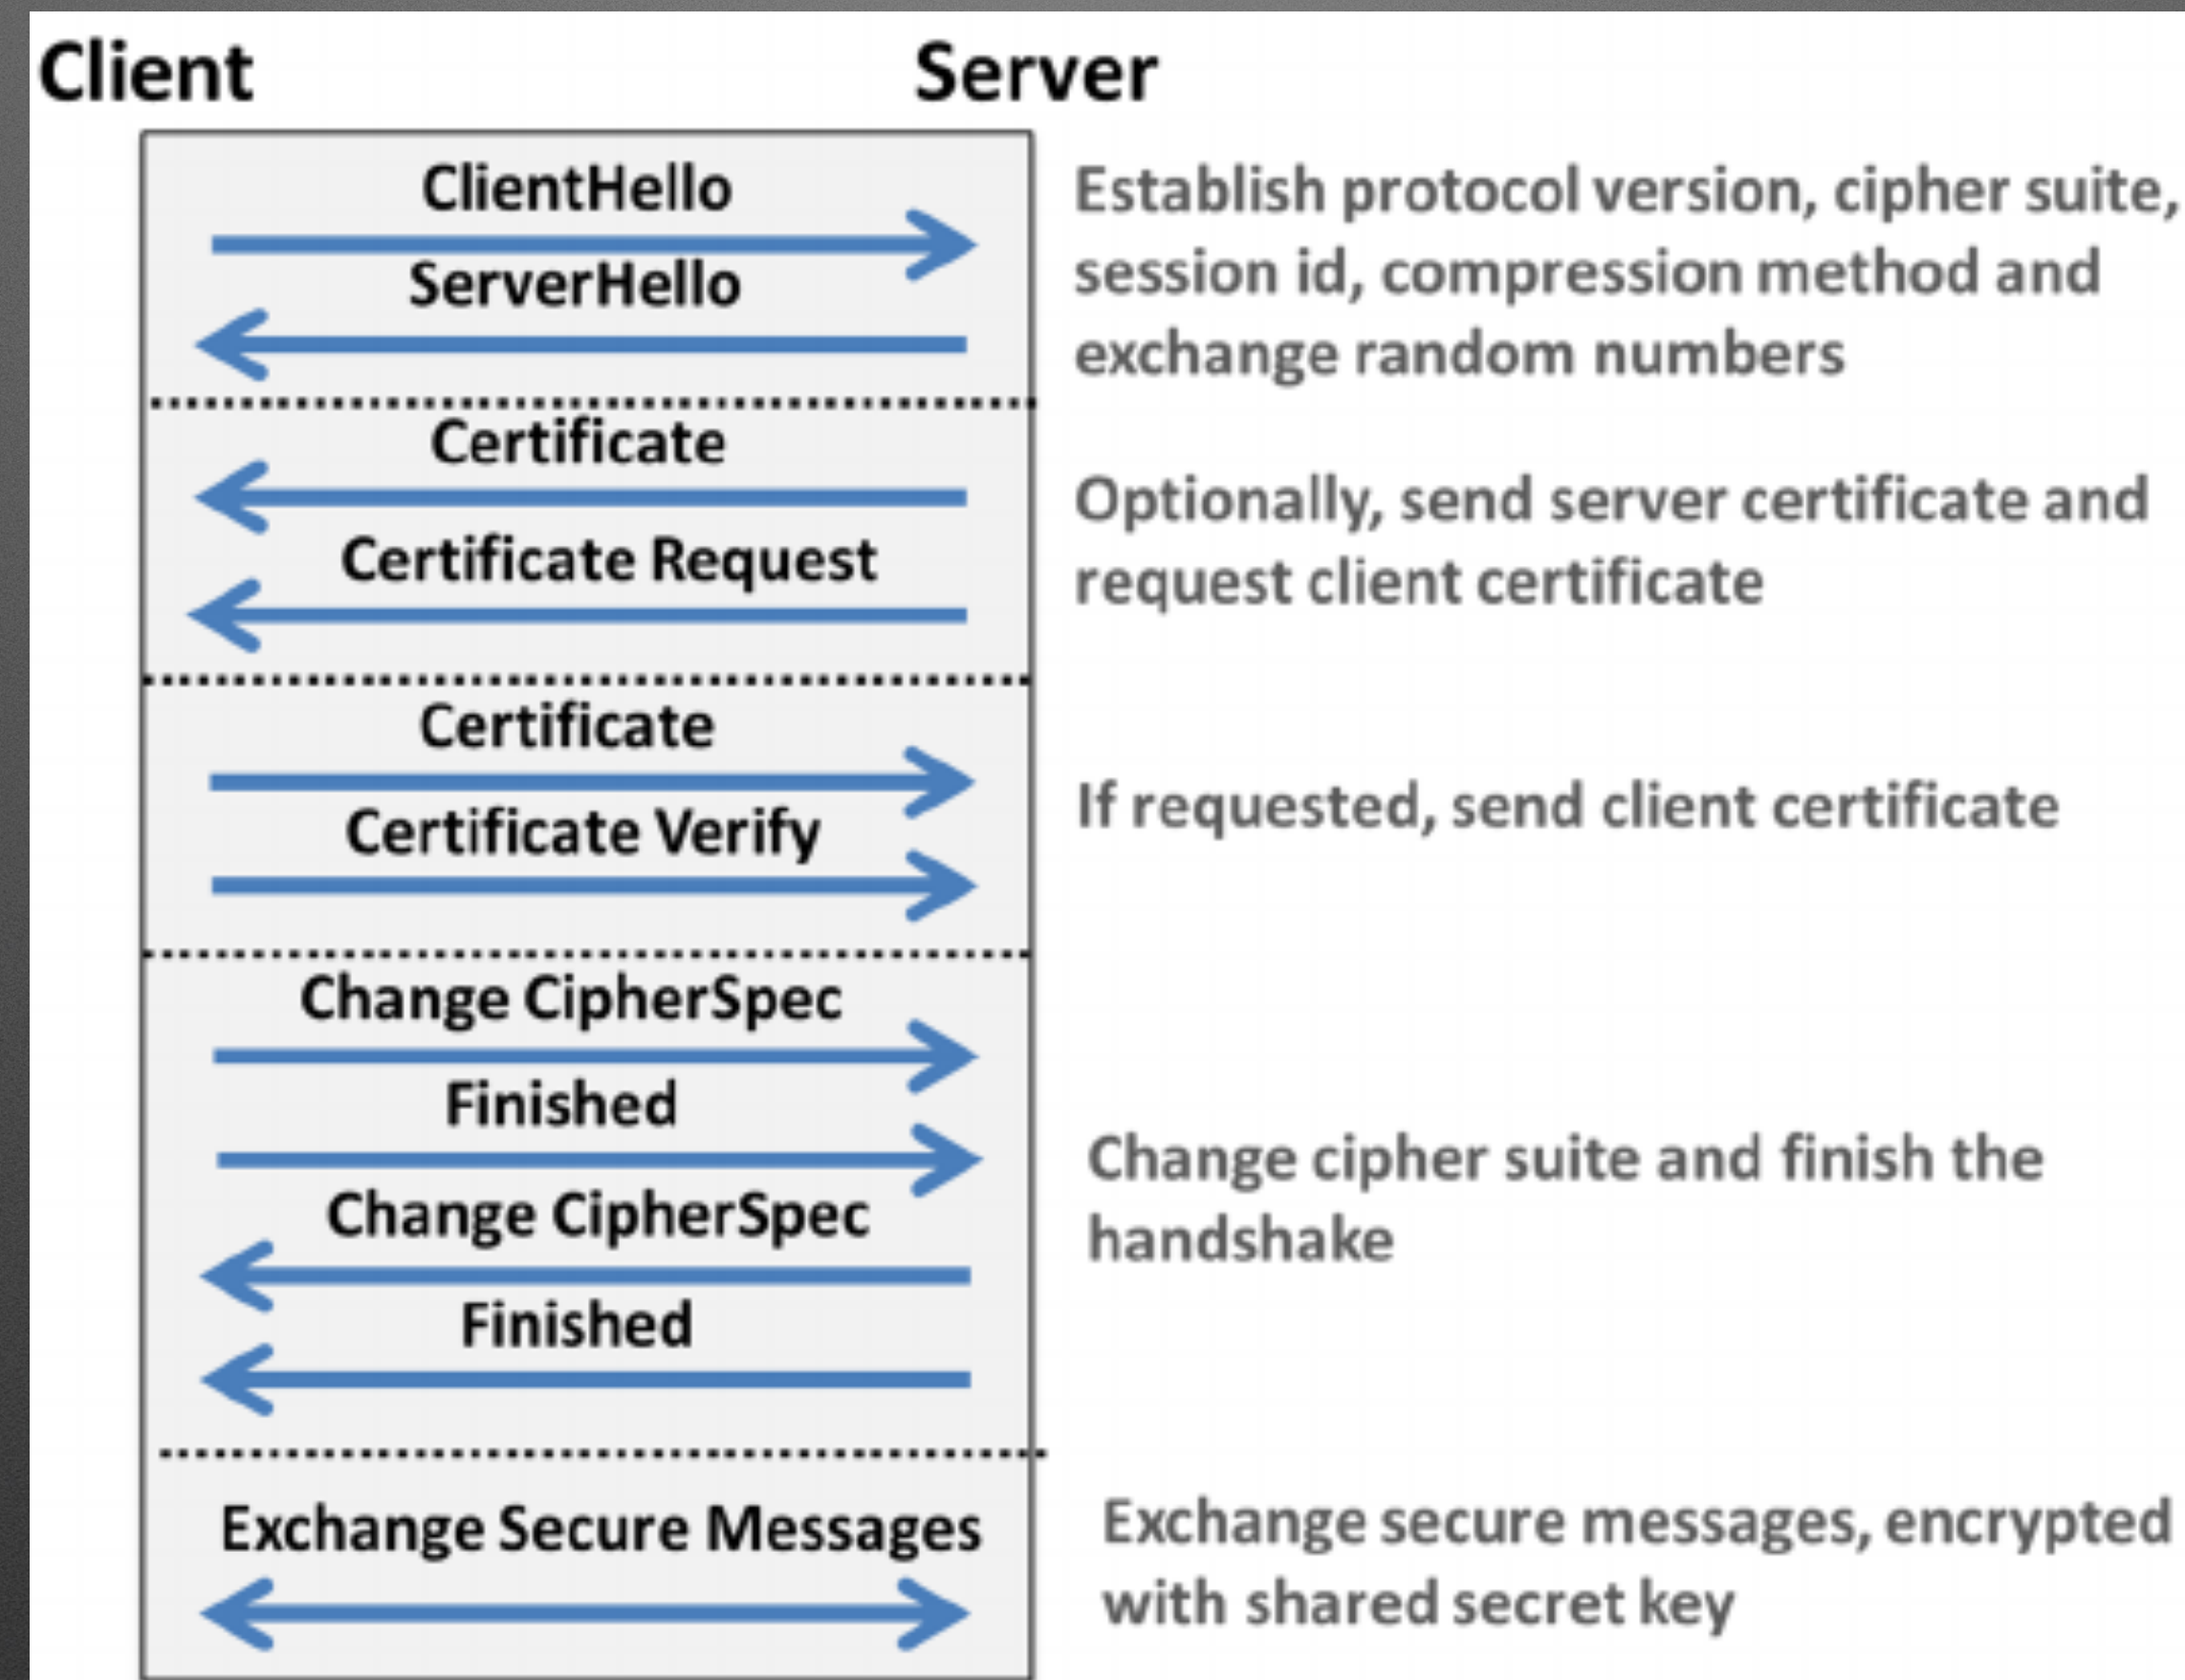 Client Server
ClientHello
ServerHello
Establish protocol version, cipher suite,
session id, compression method and
exchange random numbers
Certificate
Certificate Request
Optionally, send server certificate and
request client certificate
Certificate
Certificate Verify
If requested, send client certificate
Change CipherSpec
Finished
Change CipherSpec
Finished
Change cipher suite and finish the
handshake
Exchange Secure Messages
Exchange secure messages, encrypted
with shared secret key